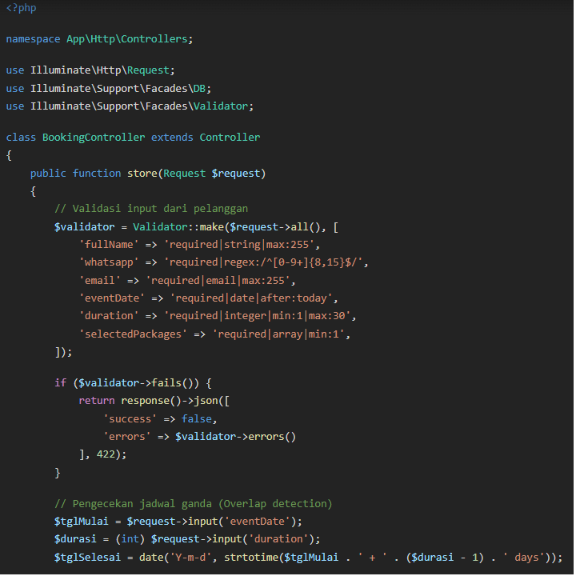 <?php
namespace App\Http\Controllers;
use Illuminate\Http\Request;
use Illuminate\Support\Facades\DB;
use Illuminate\Support\Facades\Validator;
class BookingController extends Controller
{
    public function store(Request $request)
    {
        // Validasi input dari pelanggan
        $validator = Validator::make($request->all(), [
            'fullName' => 'required|string|max:255',
            'whatsapp' => 'required|regex:/^[0-9+]{8,15}$/',
            'email' => 'required|email|max:255',
            'eventDate' => 'required|date|after:today',
            'duration' => 'required|integer|min:1|max:30',
            'selectedPackages' => 'required|array|min:1',
        ]);
        if ($validator->fails()) {
            return response()->json([
                'success' => false,
                'errors' => $validator->errors()
            ], 422);
        }
        // Pengecekan jadwal ganda (Overlap detection)
        $tglMulai = $request->input('eventDate');
        $durasi = (int) $request->input('duration');
        $tglSelesai = date('Y-m-d', strtotime($tglMulai . ' + ' . ($durasi - 1) . ' days'));